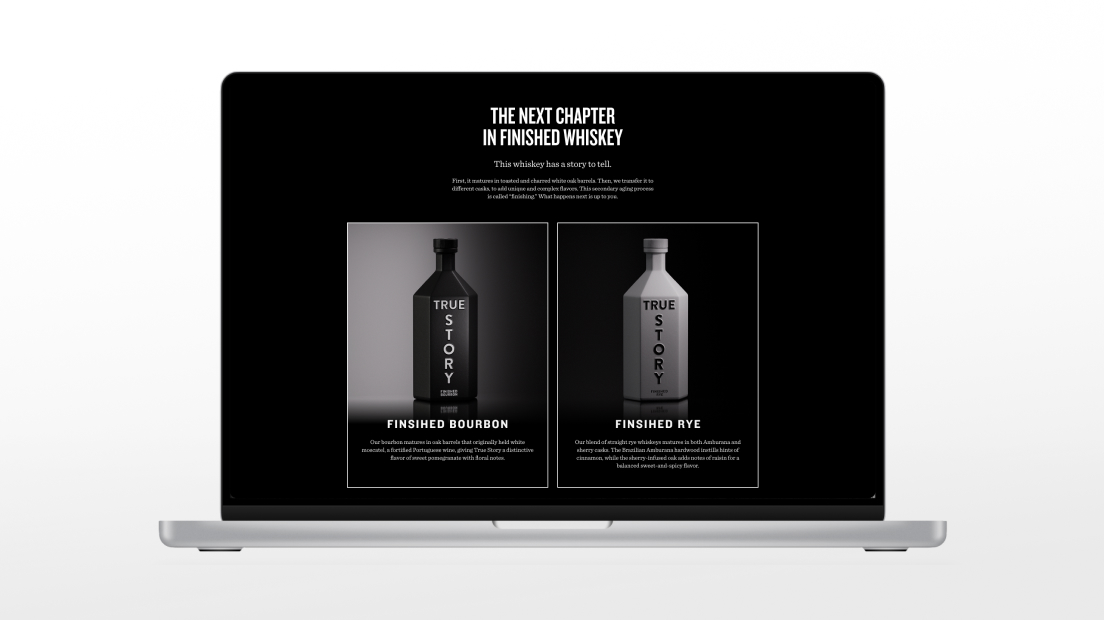 THE NEXT CHAPTER
IN FINISHED WHISKEY
This whiskey has a story to tell.
First, it matures in toasted and charred white oak barrels. Then, we transfer it to
different casks, to add unique and complex flavors. This secondary aging process
is called "finishing." What happens next is up to you.
TRUE
STORY
FINISHED
BOURBON
FINSIHED BOURBON
Our bourbon matures in oak barrels that originally held white
moscatel, a fortified Portuguese wine, giving True Story a distinctive
flavor of sweet pomegranate with floral notes.
TRUE
STORY
FINSIHED RYE
Our blend of straight rye whiskeys matures in both Amburana and
sherry casks. The Brazilian Amburana hardwood instills hints of
cinnamon, while the sherry-infused oak adds notes of raisin for a
balanced sweet-and-spicy flavor.